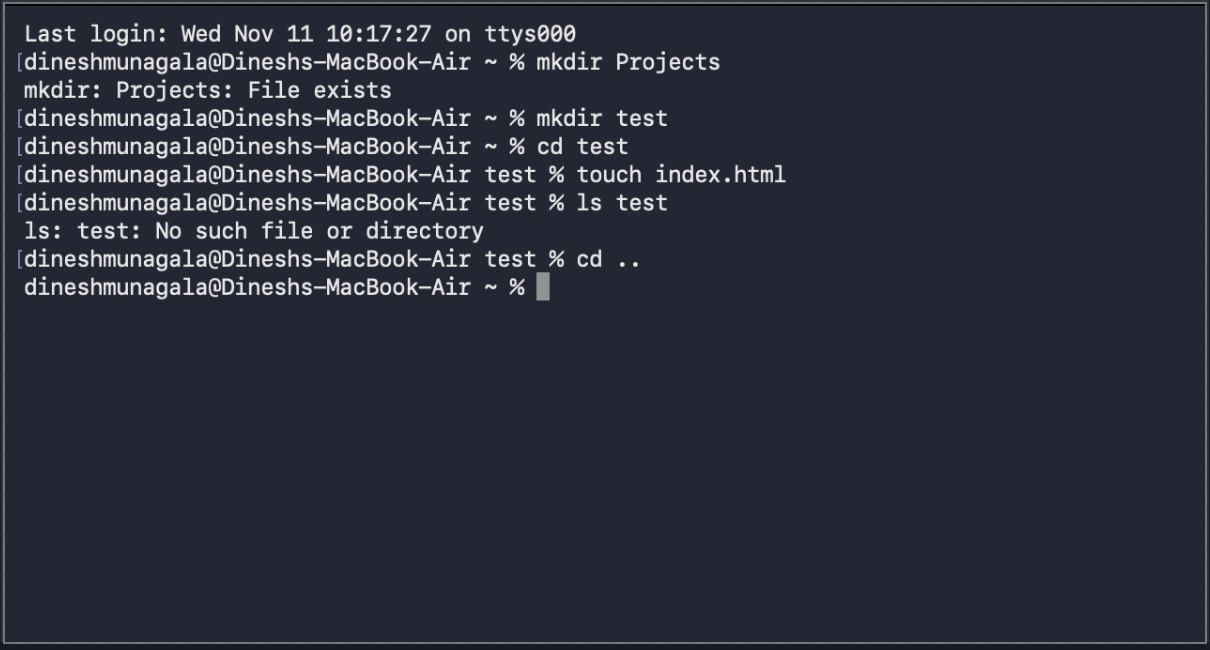 Last login: Wed Nov 11 10:17:27 on ttys000
[dineshmunagala@Dineshs-MacBook-Air ~ % mkdir Projects
mkdir: Projects: File exists
[dineshmunagala@Dineshs-MacBook-Air ~ % mkdir test
[dineshmunagala@Dineshs-MacBook-Air ~ % cd test
[dineshmunagala@Dineshs-MacBook-Air test % touch index.html
[dineshmunagala@Dineshs-MacBook-Air test % ls test
ls: test: No such file or directory
[dineshmunagala@Dineshs-MacBook-Air test % cd ..
dineshmunagala@Dineshs-MacBook-Air ~ %